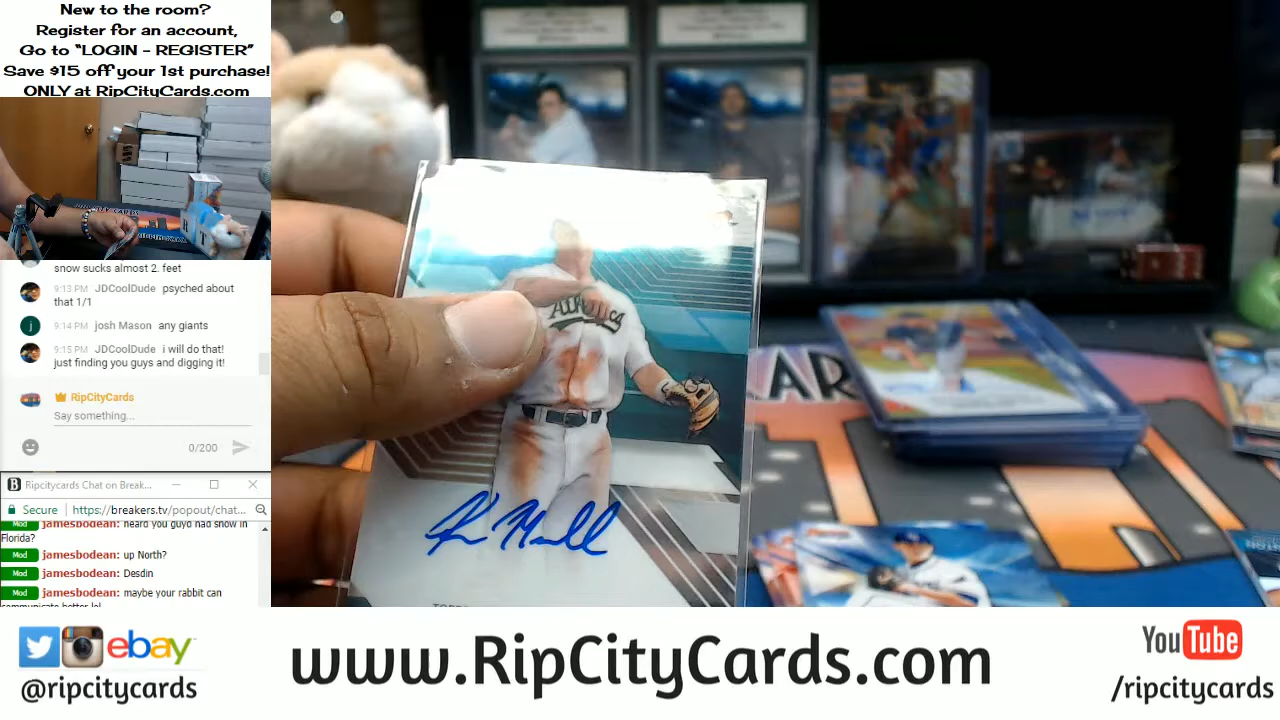 New to the room?
Register for an account,
Go to “LOGIN - REGISTER”
Save $15 off your 1st purchase!
ONLY at RipCityCards.com
snow sucks almost 2. feet
9:13 PM JDCoolDude psyched about
that 1/1
j 9:14 PM josh Mason any giants
9:15 PM JDCoolDude i will do that!
just finding you guys and digging it!
RipCityCards
Say something...
0/200
B Ripcitycards Chat on Break...
Secure https://breakers.tv/popout/chat...
Mod jamesbodean: heard you guyd had snow in
Florida?
Mod jamesbodean: up North?
Mod jamesbodean: Desdin
Mod jamesbodean: maybe your rabbit can
communicate better lol
ebay
@ripcitycards
www.RipCityCards.com
YouTube
/ripcitycards